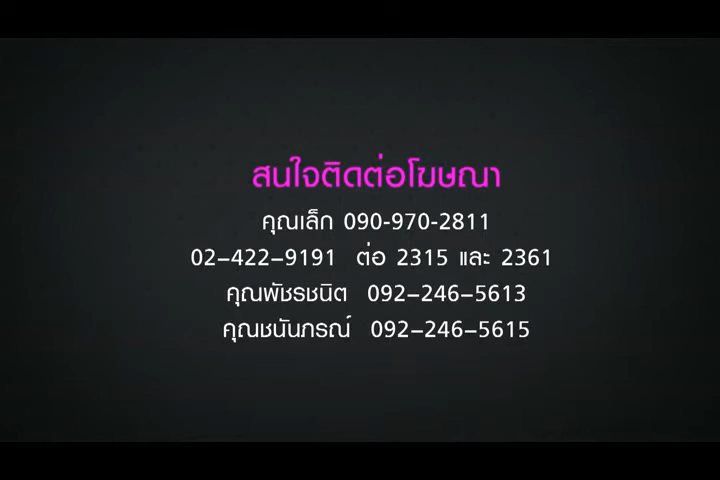 สนใจติดต่อโฆษณา
คุณเล็ก 090-970-2811
02-422-9191 ต่อ 2315 และ 2361
คุณพัชรชนิต 092-246-5613
คุณชนันภรณ์ 092-246-5615